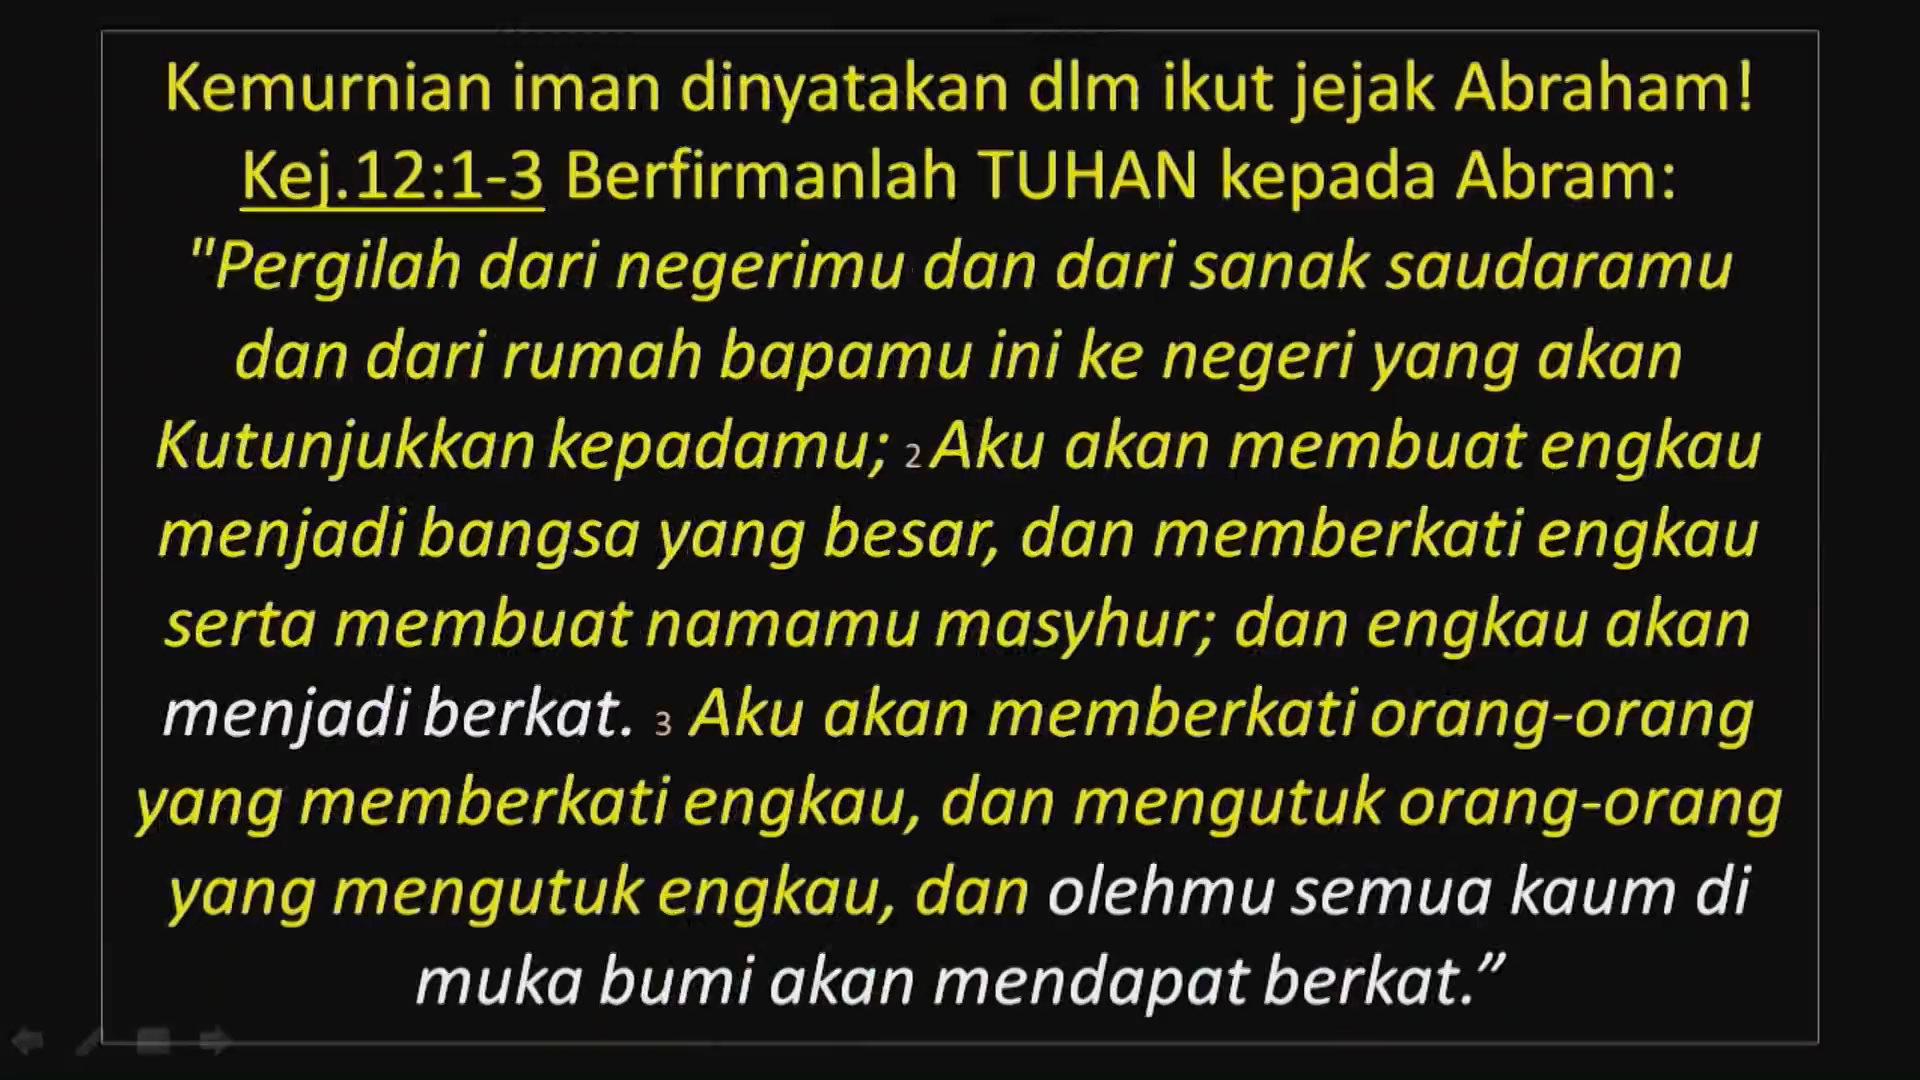 Kemurnian iman dinyatakan dlm ikut jejak Abraham!
Kej.12:1-3 Berfirmanlah TUHAN kepada Abram:
"Pergilah dari negerimu dan dari sanak saudaramu
dan dari rumah bapamu ini ke negeri yang akan
Kutunjukkan kepadamu; 2 Aku akan membuat engkau
menjadi bangsa yang besar, dan memberkati engkau
serta membuat namamu masyhur; dan engkau akan
menjadi berkat. 3 Aku akan memberkati orang-orang
yang memberkati engkau, dan mengutuk orang-orang
yang mengutuk engkau, dan olehmu semua kaum di
muka bumi akan mendapat berkat.”